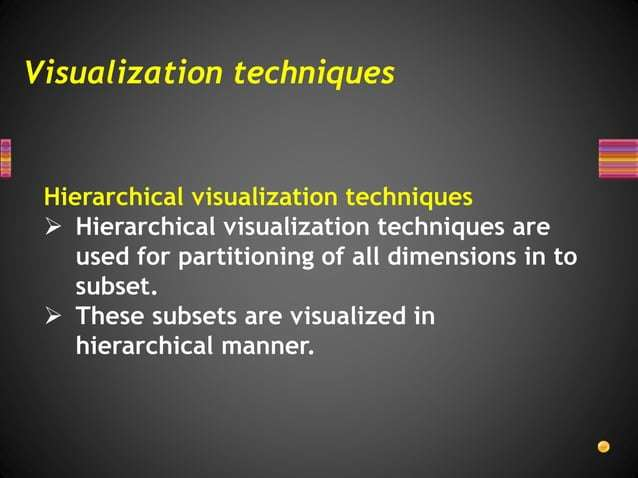 Visualization techniques
Hierarchical visualization techniques
➢ Hierarchical visualization techniques are
used for partitioning of all dimensions in to
subset.
➢ These subsets are visualized in
hierarchical manner.